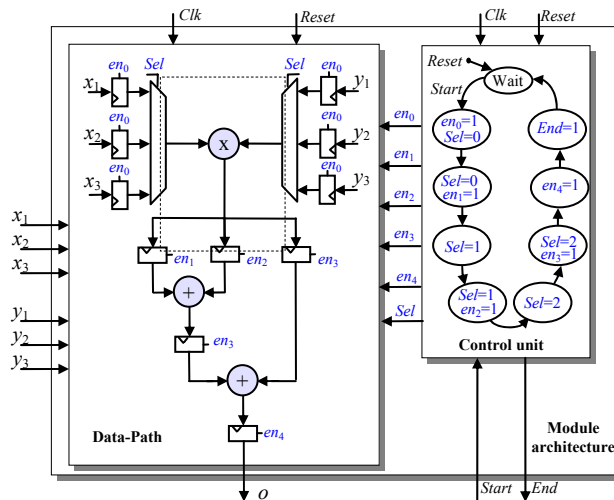 Clk
Reset
Clk
Reset
en0
Sel
Sel
en0
x1
y1
en0
en0
x2
x
y2
en0
en0
x3
y3
en1
en2
en3
+
en3
+
en4
Data-Path
x1
x2
x3
y1
y2
y3
o
en0
en1
en2
en3
en4
Sel
Reset
Wait
Start
en0=1
Sel=0
Sel=0
en1=1
Sel=1
Sel=1
en2=1
Sel=2
Sel=2
en3=1
en4=1
End=1
Control unit
Module
architecture
Start
End